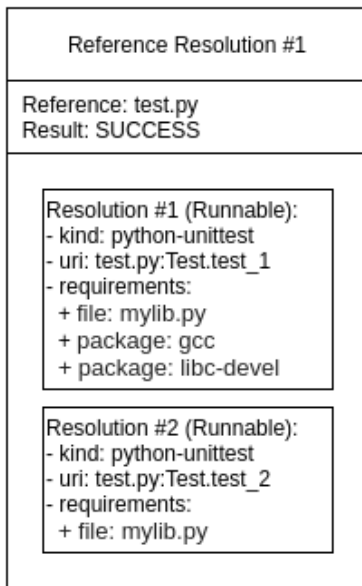 Reference Resolution #1
Reference: test.py
Result: SUCCESS
Resolution #1 (Runnable):
- kind: python-unittest
- uri: test.py:Test.test_1
- requirements:
+ file: mylib.py
+ package: gcc
+ package: libc-devel
Resolution #2 (Runnable):
- kind: python-unittest
- uri: test.py:Test.test_2
- requirements:
+ file: mylib.py